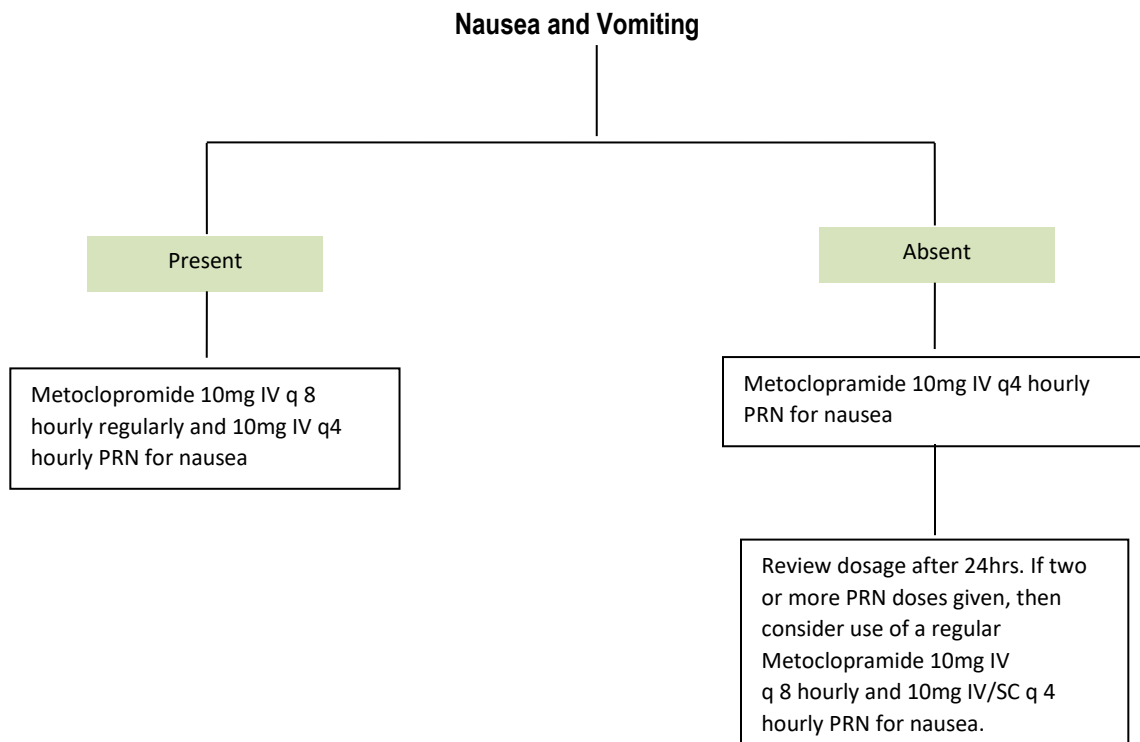 Nausea and Vomiting
Present
Absent
Metoclopromide 10mg IV q 8
hourly regularly and 10mg IV q4
hourly PRN for nausea
Metoclopramide 10mg IV q4 hourly
PRN for nausea
Review dosage after 24hrs. If two
or more PRN doses given, then
consider use of a regular
Metoclopramide 10mg IV
q 8 hourly and 10mg IV/SC q 4
hourly PRN for nausea.